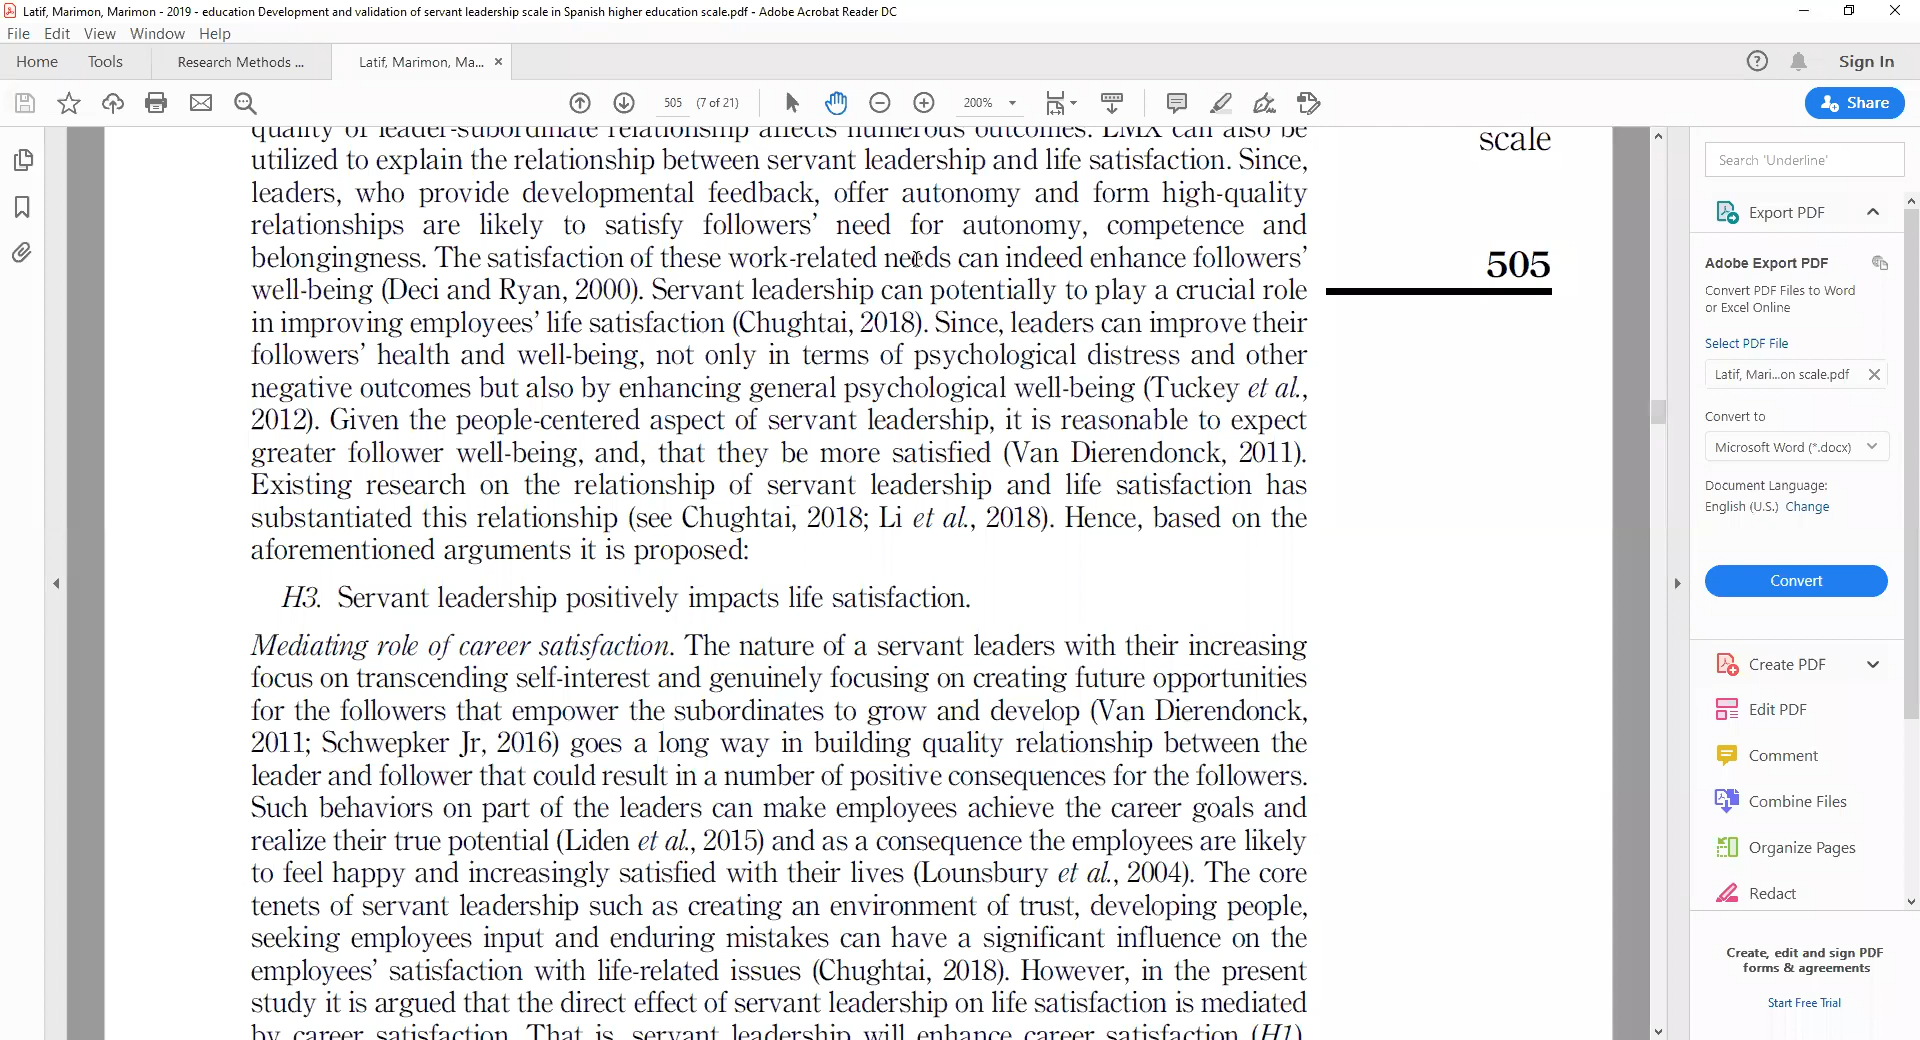 Latif, Marimon, Marimon - 2019 - education Development and validation of servant leadership scale in Spanish higher education scale.pdf - Adobe Acrobat Reader DC
File Edit View Window Help
Home Tools Research Methods ... Latif, Marimon, Ma... Sign In
505 (7 of 21) 200% Share
quality of leader-subordinate relationship affects numerous outcomes. LMX can also be
utilized to explain the relationship between servant leadership and life satisfaction. Since,
leaders, who provide developmental feedback, offer autonomy and form high-quality
relationships are likely to satisfy followers’ need for autonomy, competence and
belongingness. The satisfaction of these work-related needs can indeed enhance followers’
well-being (Deci and Ryan, 2000). Servant leadership can potentially to play a crucial role
in improving employees’ life satisfaction (Chughtai, 2018). Since, leaders can improve their
followers’ health and well-being, not only in terms of psychological distress and other
negative outcomes but also by enhancing general psychological well-being (Tuckey et al.,
2012). Given the people-centered aspect of servant leadership, it is reasonable to expect
greater follower well-being, and, that they be more satisfied (Van Dierendonck, 2011).
Existing research on the relationship of servant leadership and life satisfaction has
substantiated this relationship (see Chughtai, 2018; Li et al., 2018). Hence, based on the
aforementioned arguments it is proposed:
H3. Servant leadership positively impacts life satisfaction.
Mediating role of career satisfaction. The nature of a servant leaders with their increasing
focus on transcending self-interest and genuinely focusing on creating future opportunities
for the followers that empower the subordinates to grow and develop (Van Dierendonck,
2011; Schwepker Jr, 2016) goes a long way in building quality relationship between the
leader and follower that could result in a number of positive consequences for the followers.
Such behaviors on part of the leaders can make employees achieve the career goals and
realize their true potential (Liden et al., 2015) and as a consequence the employees are likely
to feel happy and increasingly satisfied with their lives (Lounsbury et al., 2004). The core
tenets of servant leadership such as creating an environment of trust, developing people,
seeking employees input and enduring mistakes can have a significant influence on the
employees’ satisfaction with life-related issues (Chughtai, 2018). However, in the present
study it is argued that the direct effect of servant leadership on life satisfaction is mediated
by career satisfaction. That is, servant leadership will enhance career satisfaction (H1),
scale
505
Search 'Underline'
Export PDF
Adobe Export PDF
Convert PDF Files to Word
or Excel Online
Select PDF File
Latif, Mari...on scale.pdf
Convert to
Microsoft Word (*.docx)
Document Language:
English (U.S.) Change
Convert
Create PDF
Edit PDF
Comment
Combine Files
Organize Pages
Redact
Create, edit and sign PDF
forms & agreements
Start Free Trial